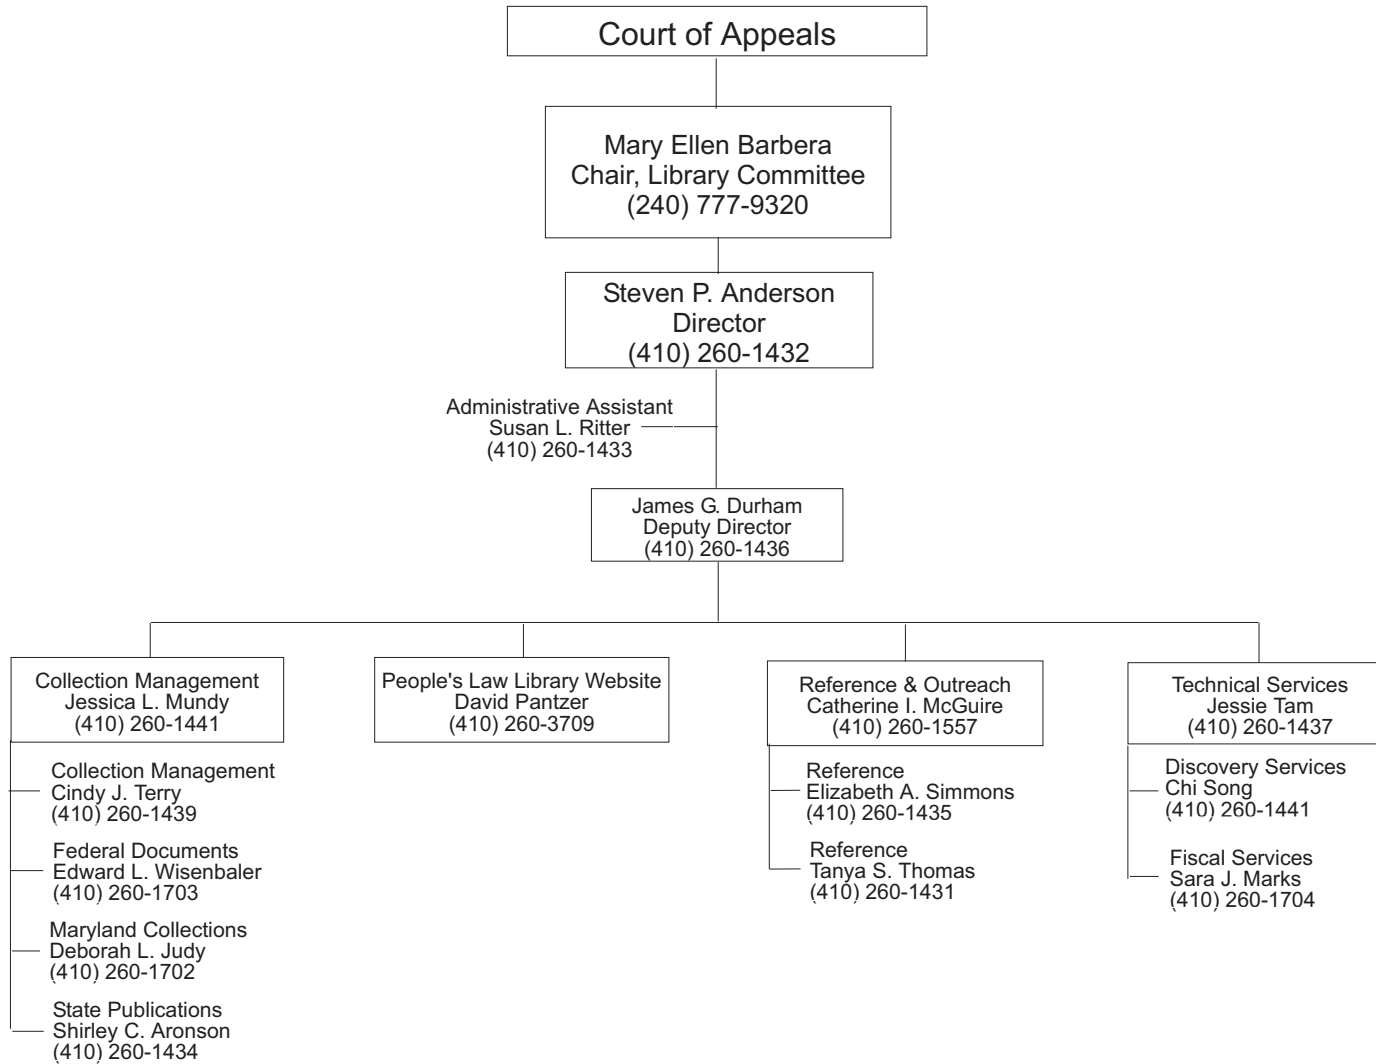 Court of Appeals
Mary Ellen Barbera
Chair, Library Committee
(240) 777-9320
Steven P. Anderson
Director
(410) 260-1432
Administrative Assistant
Susan L. Ritter
(410) 260-1433
James G. Durham
Deputy Director
(410) 260-1436
Collection Management
Jessica L. Mundy
(410) 260-1441
Collection Management
Cindy J. Terry
(410) 260-1439
Federal Documents
Edward L. Wisenbaler
(410) 260-1703
Maryland Collections
Deborah L. Judy
(410) 260-1702
State Publications
Shirley C. Aronson
(410) 260-1434
People's Law Library Website
David Pantzer
(410) 260-3709
Reference & Outreach
Catherine I. McGuire
(410) 260-1557
Reference
Elizabeth A. Simmons
(410) 260-1435
Reference
Tanya S. Thomas
(410) 260-1431
Technical Services
Jessie Tam
(410) 260-1437
Discovery Services
Chi Song
(410) 260-1441
Fiscal Services
Sara J. Marks
(410) 260-1704